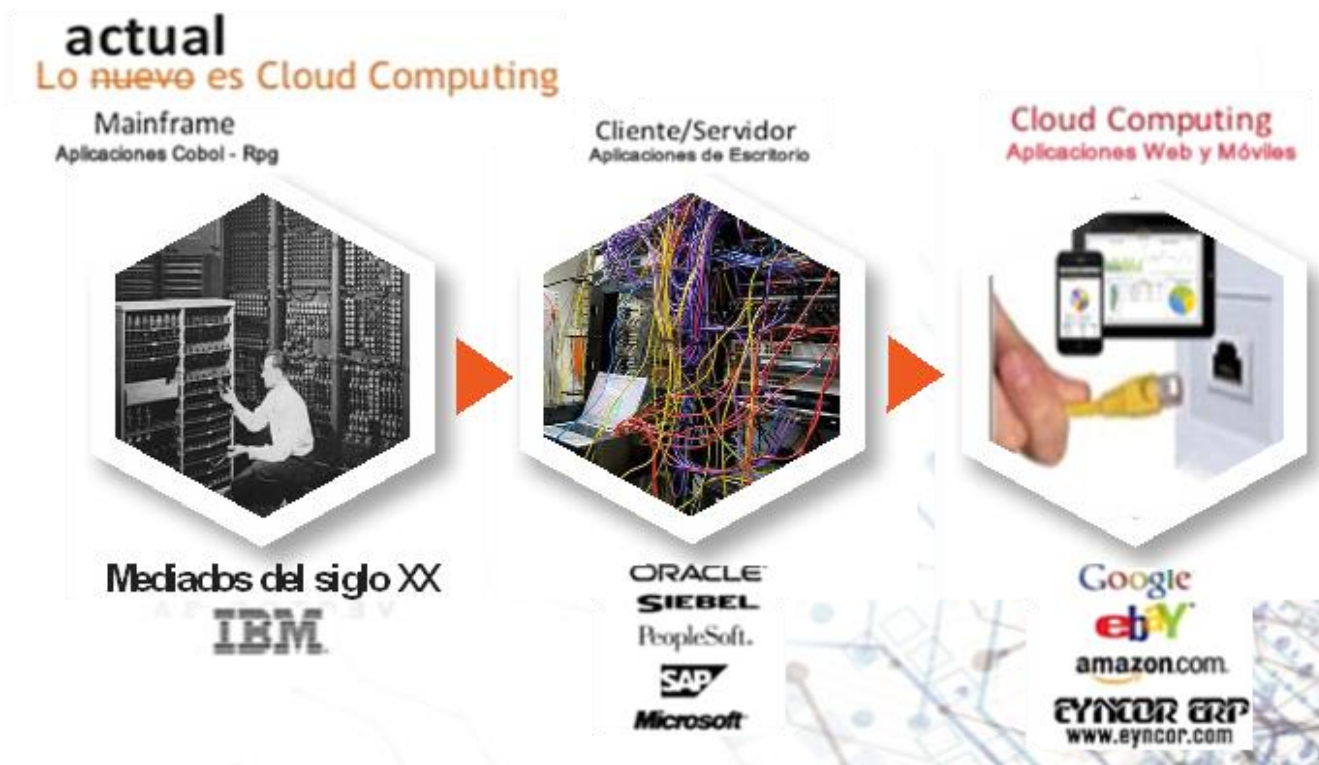 actual
Lo nuevo es Cloud Computing
Mainframe
Aplicaciones Cobol - Rpg
Cliente/Servidor
Aplicaciones de Escritorio
Cloud Computing
Aplicaciones Web y Móviles
Mediados del siglo XX
IBM
ORACLE
SIEBEL
PeopleSoft.
SAP
Microsoft
Google
ebaY
amazon.com.
EYNCOR ERP
www.eyncor.com